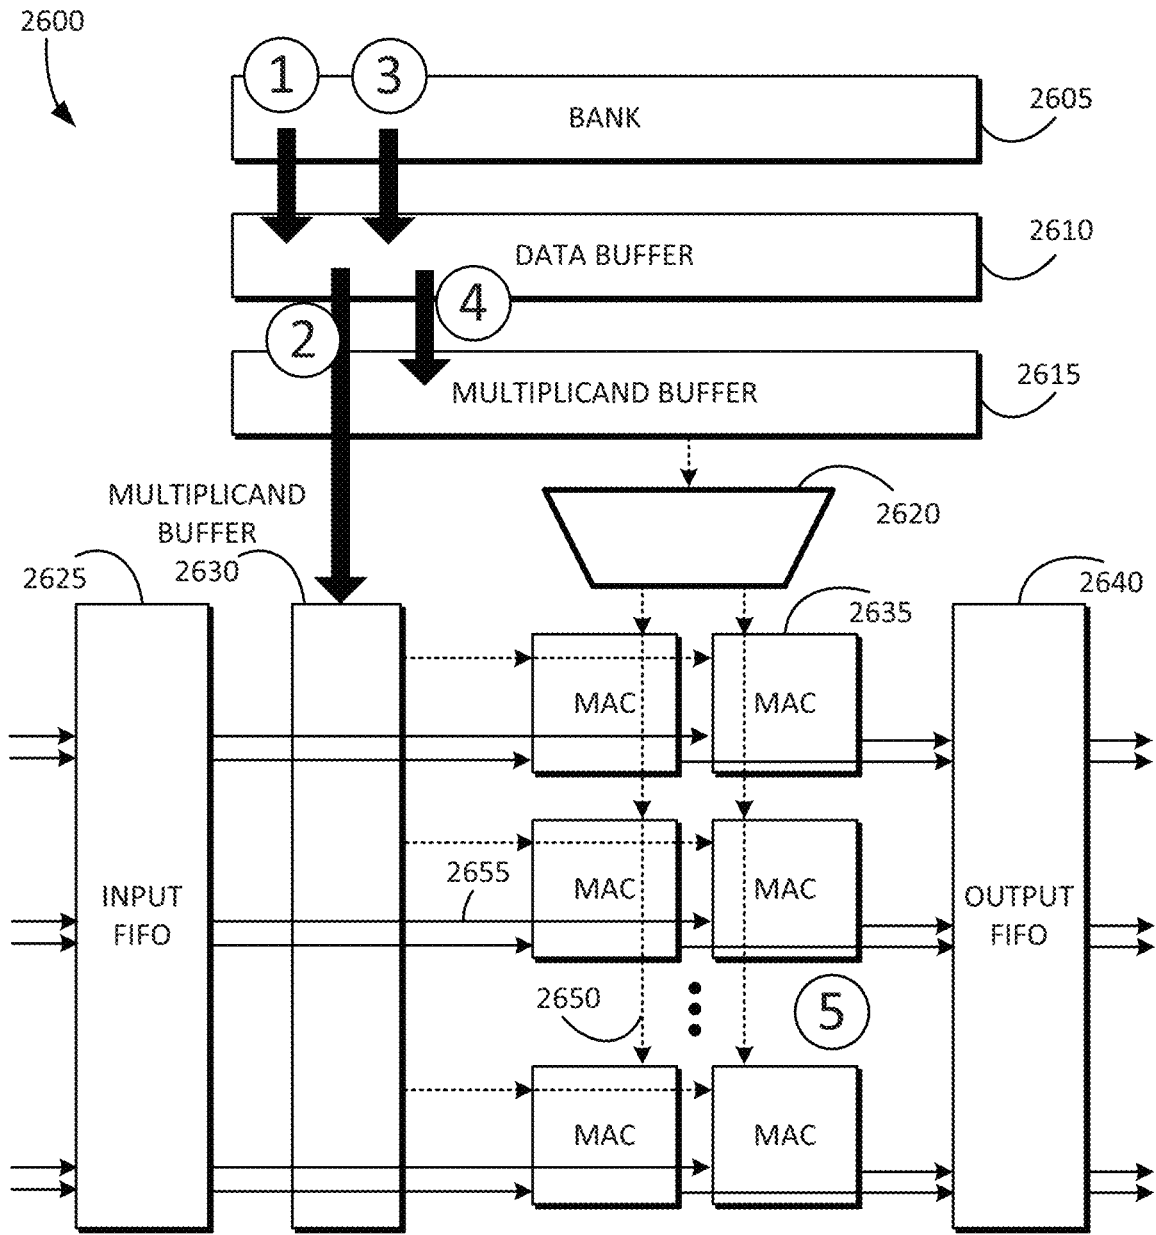 2600
1
3
BANK
2605
DATA BUFFER
2610
2
4
MULTIPLICAND BUFFER
2615
MULTIPLICAND
BUFFER
2620
2625
2630
2635
2640
MAC
MAC
INPUT
FIFO
2655
MAC
MAC
OUTPUT
FIFO
2650
5
MAC
MAC